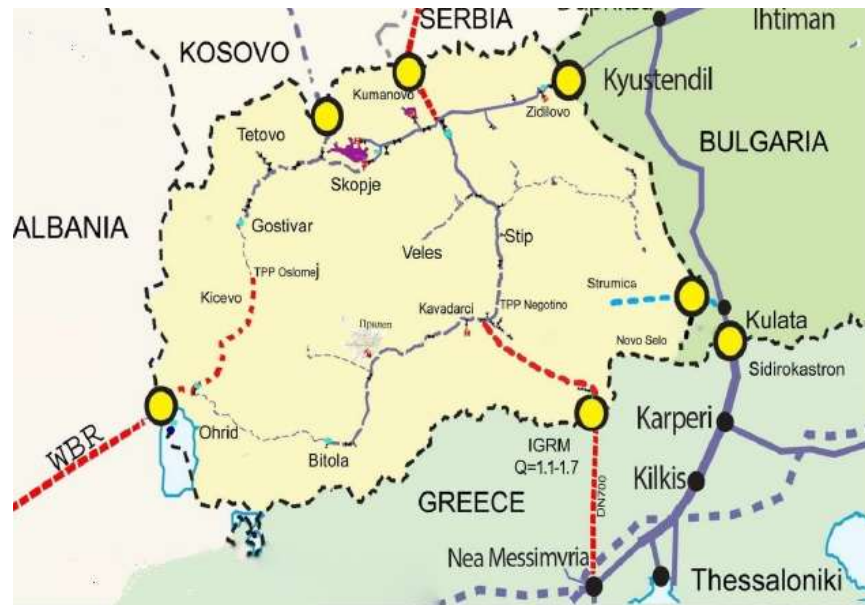 SERBIA
Ihtiman
KOSOVO
Kyustendil
Kumanovo
Zidilovo
Tetovo
BULGARIA
Skopje
ALBANIA
Gostivar
Stip
Veles
TPP Oslomej
Kicevo
Strumica
Kavadarci
TPP Negotino
Kulata
Прилеп
Novo Selo
Sidirokastron
WBR
Ohrid
Karperi
IGRM
Bitola
Q=1.1-1.7
Kilkis
GREECE
DN700
Nea Messimvria
Thessaloniki